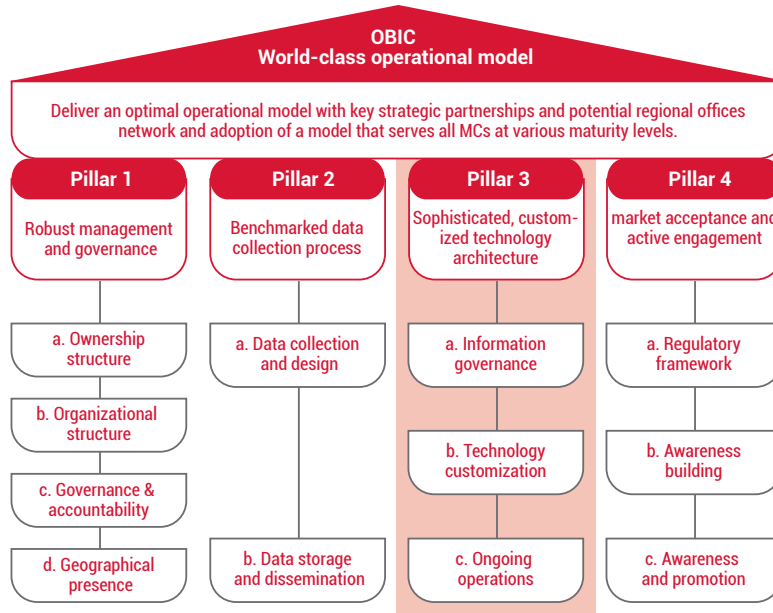 OBIC
World-class operational model
Deliver an optimal operational model with key strategic partnerships and potential regional offices
network and adoption of a model that serves all MCs at various maturity levels.
Pillar 1
Robust management
and governance
a. Ownership
structure
b. Organizational
structure
c. Governance &
accountability
d. Geographical
presence
Pillar 2
Benchmarked data
collection process
a. Data collection
and design
b. Data storage
and dissemination
Pillar 3
Sophisticated, custom-
ized technology
architecture
a. Information
governance
b. Technology
customization
c. Ongoing
operations
Pillar 4
market acceptance and
active engagement
a. Regulatory
framework
b. Awareness
building
c. Awareness
and promotion